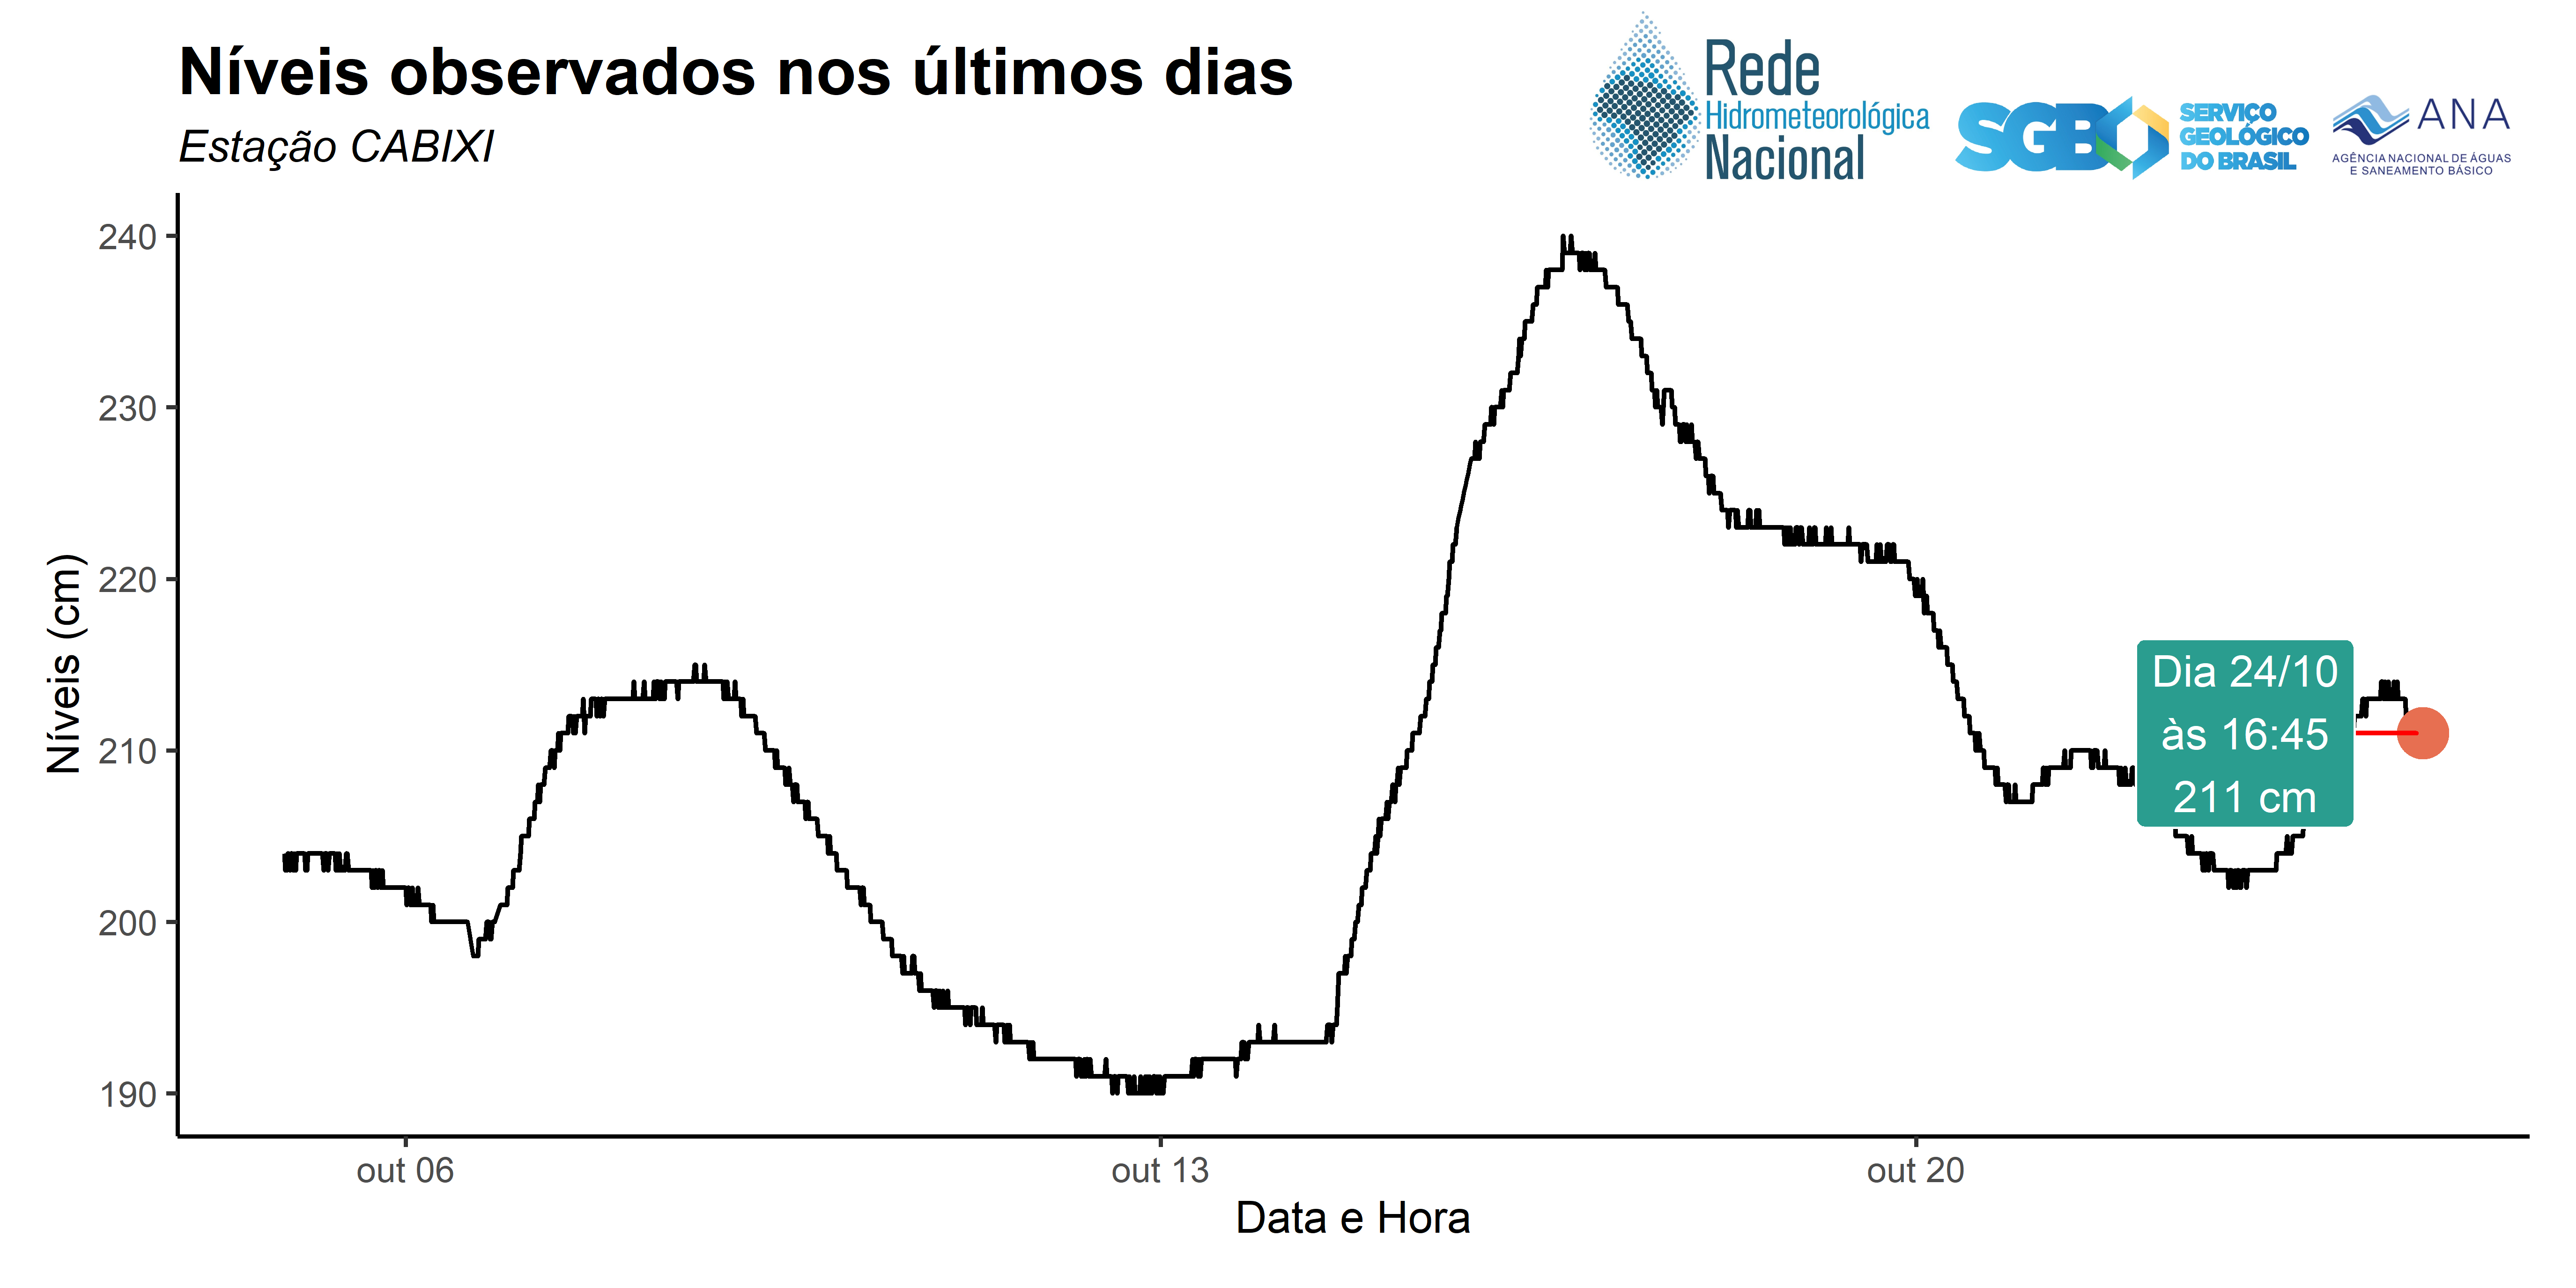 Níveis observados nos últimos dias
Estação CABIXI
Rede
Hidrometeorológica
Nacional
SGB
SERVIÇO
GEOLÓGICO
DO BRASIL
ANA
AGÊNCIA NACIONAL DE ÁGUAS
E SANEAMENTO BÁSICO
Níveis (cm)
240
230
220
210
200
190
Dia 24/10
às 16:45
211 cm
out 06
out 13
out 20
Data e Hora